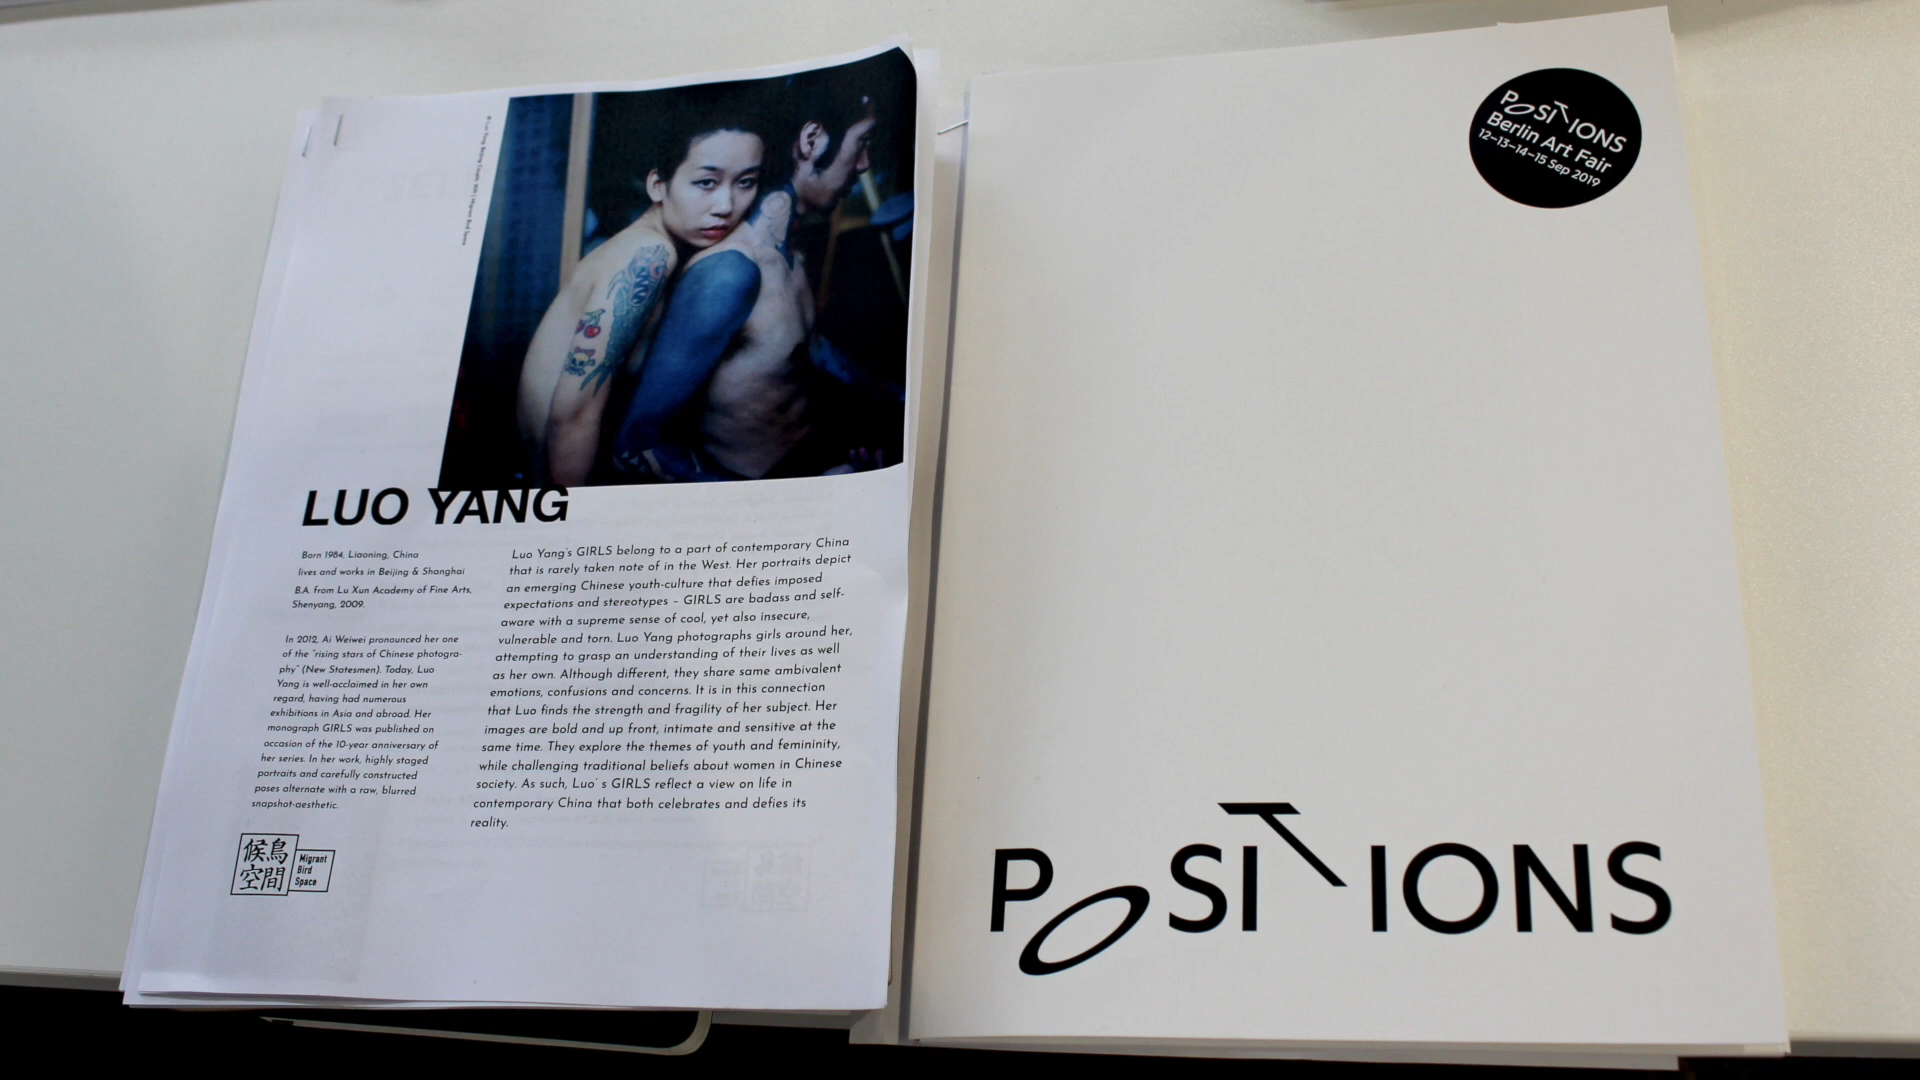 LUO YANG
Born 1984, Liaoning, China
lives and works in Beijing & Shanghai
B.A. from Lu Xun Academy of Fine Arts,
Shenyang, 2009.
In 2012, Ai Weiwei pronounced her one
of the "rising stars of Chinese photogra-
phy" (New Statesmen). Today, Luo
Yang is well-acclaimed in her own
regard, having had numerous
exhibitions in Asia and abroad. Her
monograph GIRLS was published on
occasion of the 10-year anniversary of
her series. In her work, highly staged
portraits and carefully constructed
poses alternate with a raw, blurred
snapshot-aesthetic.
Luo Yang's GIRLS belong to a part of contemporary China
that is rarely taken note of in the West. Her portraits depict
an emerging Chinese youth-culture that defies imposed
expectations and stereotypes – GIRLS are badass and self-
aware with a supreme sense of cool, yet also insecure,
vulnerable and torn. Luo Yang photographs girls around her,
attempting to grasp an understanding of their lives as well
as her own. Although different, they share same ambivalent
emotions, confusions and concerns. It is in this connection
that Luo finds the strength and fragility of her subject. Her
images are bold and up front, intimate and sensitive at the
same time. They explore the themes of youth and femininity,
while challenging traditional beliefs about women in Chinese
society. As such, Luo' s GIRLS reflect a view on life in
contemporary China that both celebrates and defies its
reality.
候鳥
空間
Migrant
Bird
Space
POSITIONS
Berlin Art Fair
12–13–14–15 Sep 2019
POSITIONS